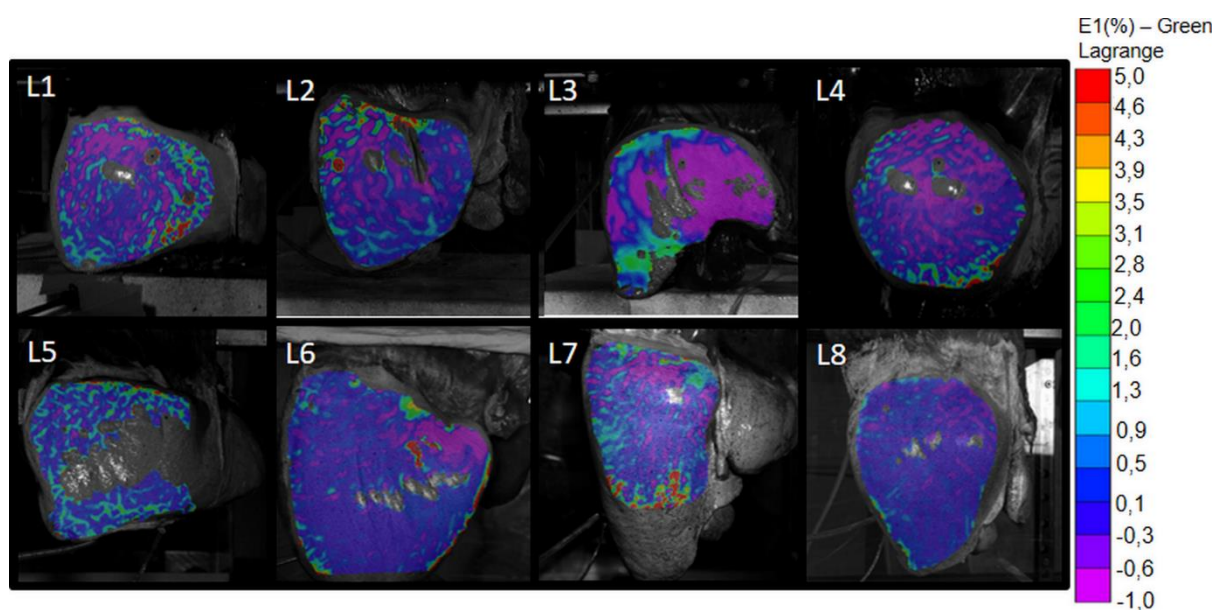 E1(%) – Green
Lagrange
L1
L2
L3
L4
L5
L6
L7
L8
5,0
4,6
4,3
3,9
3,5
3,1
2,8
2,4
2,0
1,6
1,3
0,9
0,5
0,1
-0,3
-0,6
-1,0